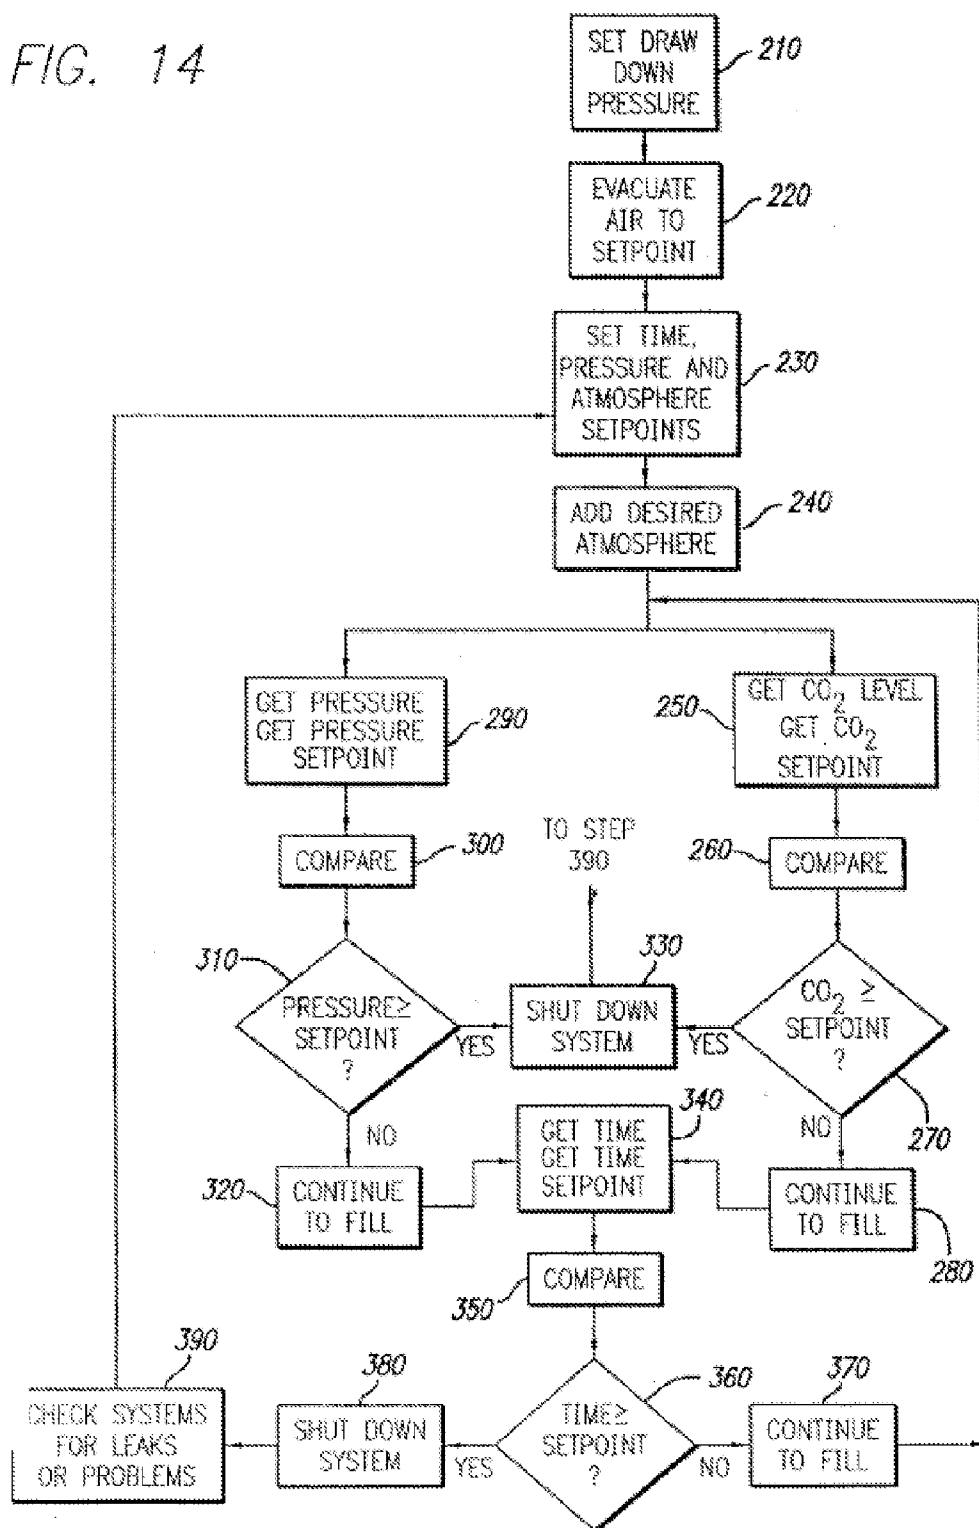 FIG. 14
SET DRAW
DOWN
PRESSURE
210
EVACUATE
AIR TO
SETPOINT
220
SET TIME,
PRESSURE AND
ATMOSPHERE
SETPOINTS
230
ADD DESIRED
ATMOSPHERE
240
GET PRESSURE
GET PRESSURE
SETPOINT
290
250
GET CO2 LEVEL
GET CO2
SETPOINT
COMPARE
300
TO STEP
390
260
COMPARE
310
PRESSURE≥
SETPOINT
?
YES
NO
330
SHUT DOWN
SYSTEM
CO2 ≥
SETPOINT
?
YES
NO
270
320
CONTINUE
TO FILL
340
GET TIME
GET TIME
SETPOINT
CONTINUE
TO FILL
280
350
COMPARE
390
CHECK SYSTEMS
FOR LEAKS
OR PROBLEMS
380
SHUT DOWN
SYSTEM
YES
360
TIME≥
SETPOINT
?
NO
370
CONTINUE
TO FILL